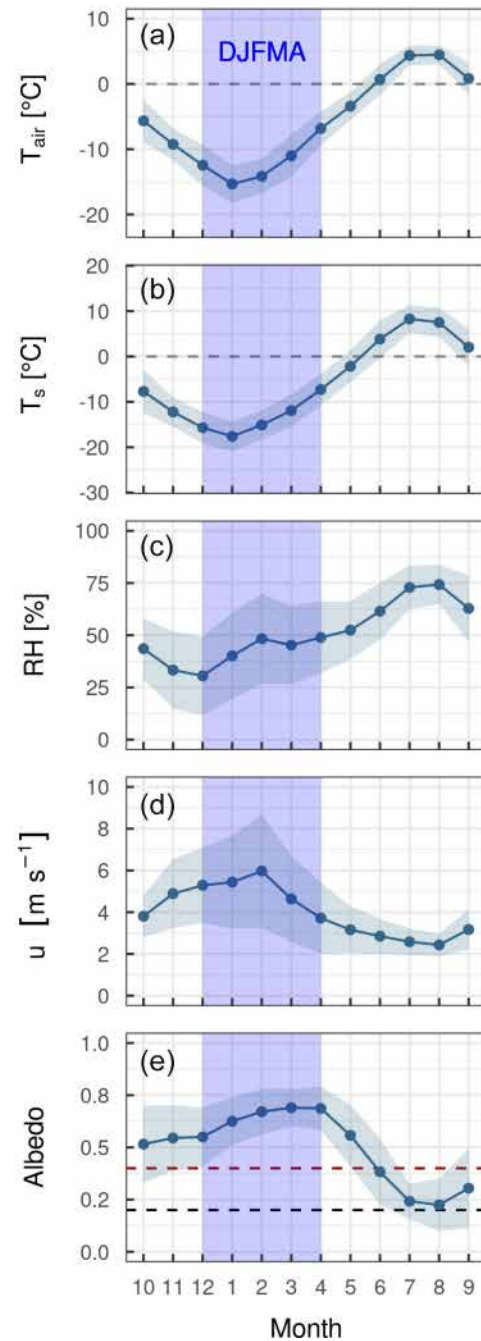 (a)
DJFMA
T_air [°C]
10
0
-10
-20
(b)
T_s [°C]
20
10
0
-10
-20
-30
(c)
RH [%]
100
75
50
25
0
(d)
u [m s⁻¹]
10
8
6
4
2
0
(e)
Albedo
1.0
0.8
0.5
0.2
0.0
10 11 12 1 2 3 4 5 6 7 8 9
Month